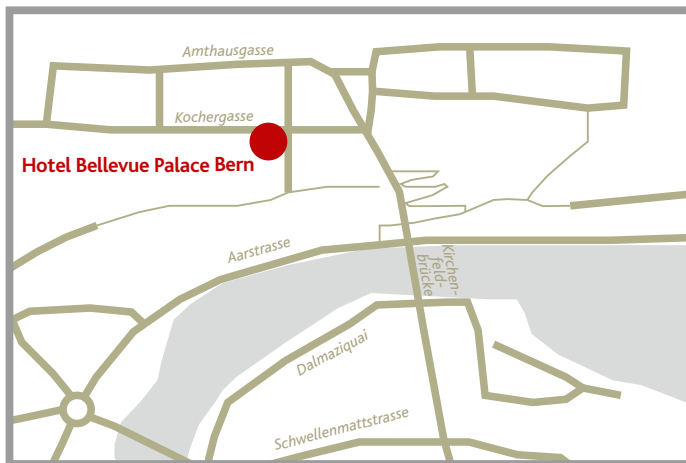 Amthausgasse
Kochergasse
Hotel Bellevue Palace Bern
Aarstrasse
Kirchen-
feld-
brücke
Dalmaziquai
Schwellenmattstrasse